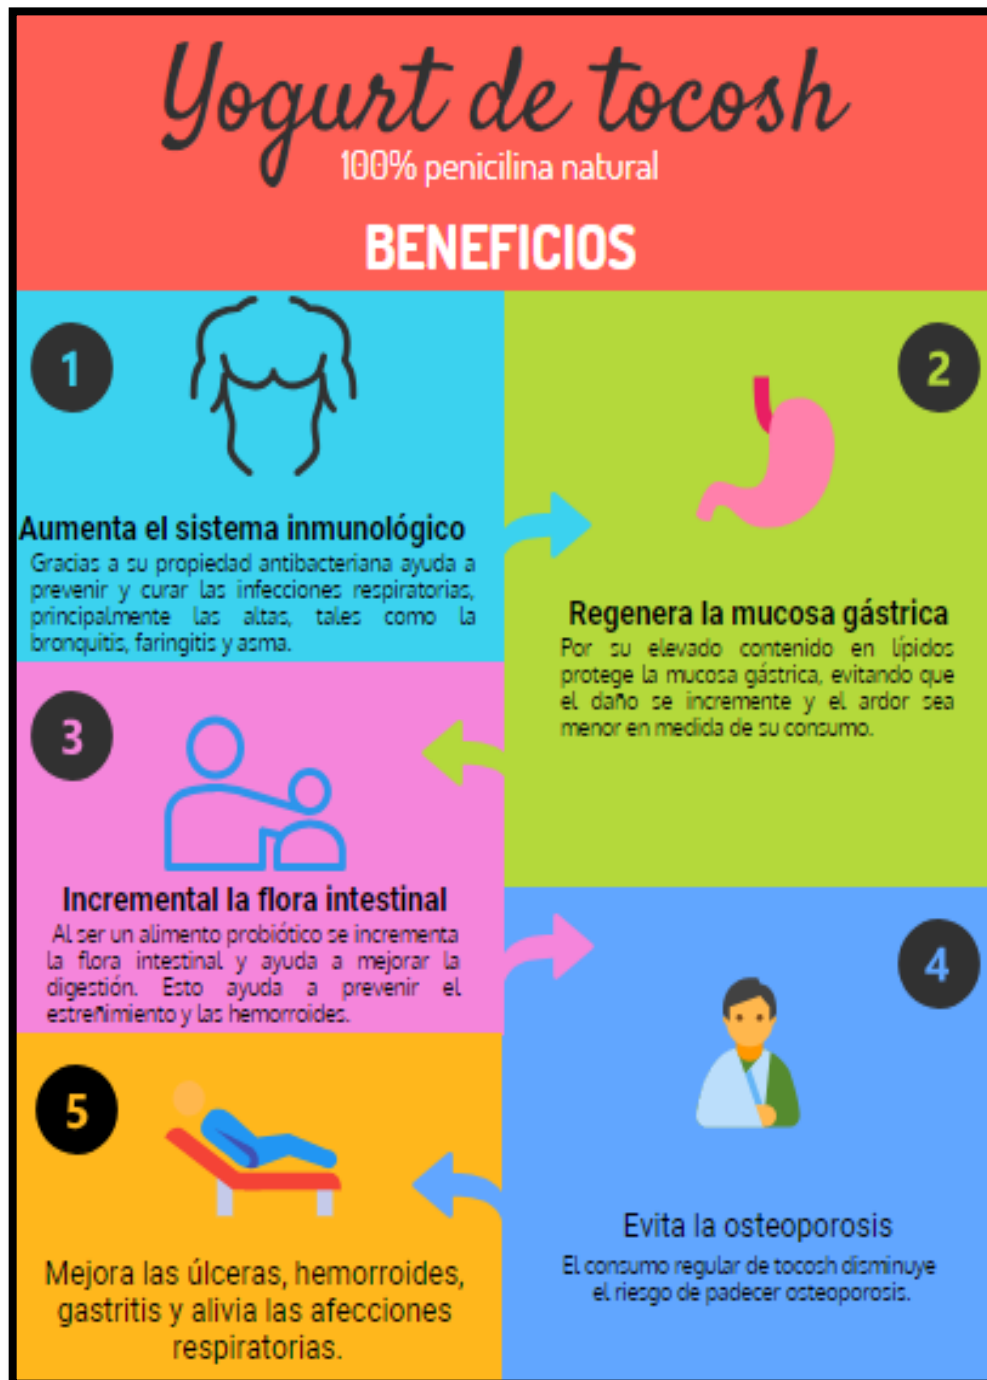 Yogurt de tocosh
100% penicilina natural
BENEFICIOS
1
Aumenta el sistema inmunológico
Gracias a su propiedad antibacteriana ayuda a
prevenir y curar las infecciones respiratorias,
principalmente las altas, tales como la
bronquitis, faringitis y asma.
2
Regenera la mucosa gástrica
Por su elevado contenido en lípidos
protege la mucosa gástrica, evitando que
el daño se incremente y el ardor sea
menor en medida de su consumo.
3
Incremental la flora intestinal
Al ser un alimento probiótico se incrementa
la flora intestinal y ayuda a mejorar la
digestión. Esto ayuda a prevenir el
estreñimiento y las hemorroides.
4
Evita la osteoporosis
El consumo regular de tocosh disminuye
el riesgo de padecer osteoporosis.
5
Mejora las úlceras, hemorroides,
gastritis y alivia las afecciones
respiratorias.